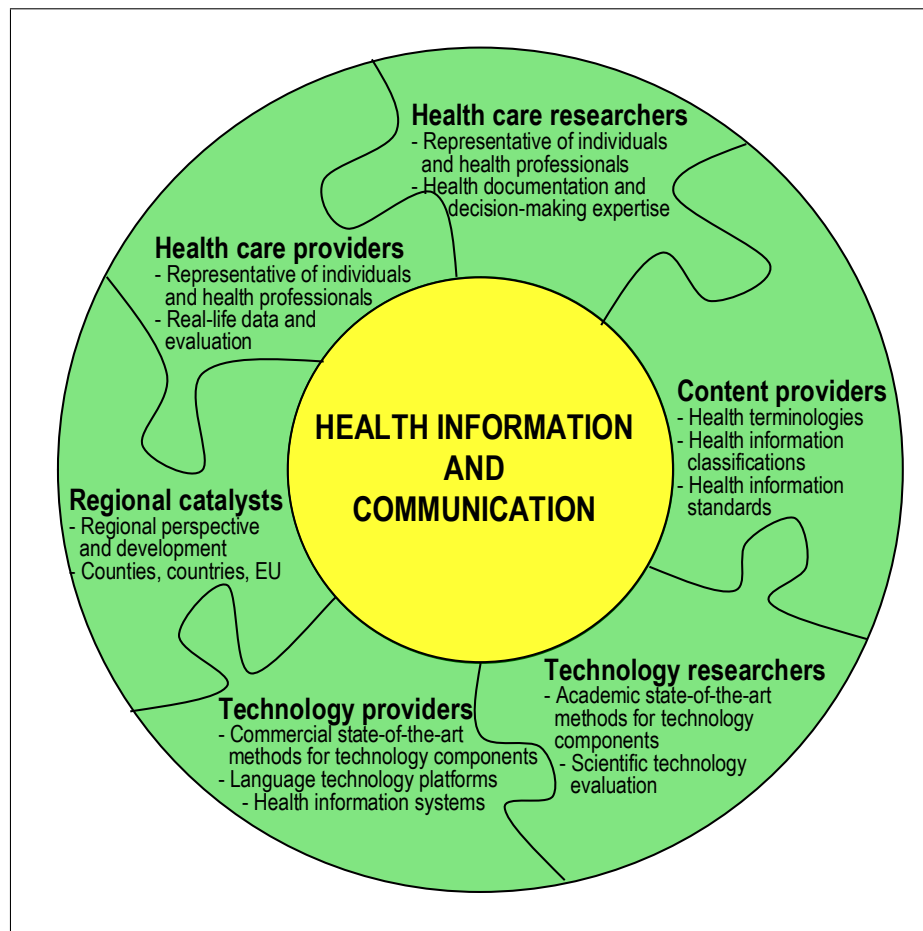 Health care researchers
- Representative of individuals
and health professionals
- Health documentation and
decision-making expertise
Health care providers
- Representative of individuals
and health professionals
- Real-life data and
evaluation
HEALTH INFORMATION
AND
COMMUNICATION
Content providers
- Health terminologies
- Health information
classifications
- Health information
standards
Regional catalysts
- Regional perspective
and development
- Counties, countries, EU
Technology researchers
- Academic state-of-the-art
methods for technology
components
- Scientific technology
evaluation
Technology providers
- Commercial state-of-the-art
methods for technology components
- Language technology platforms
- Health information systems